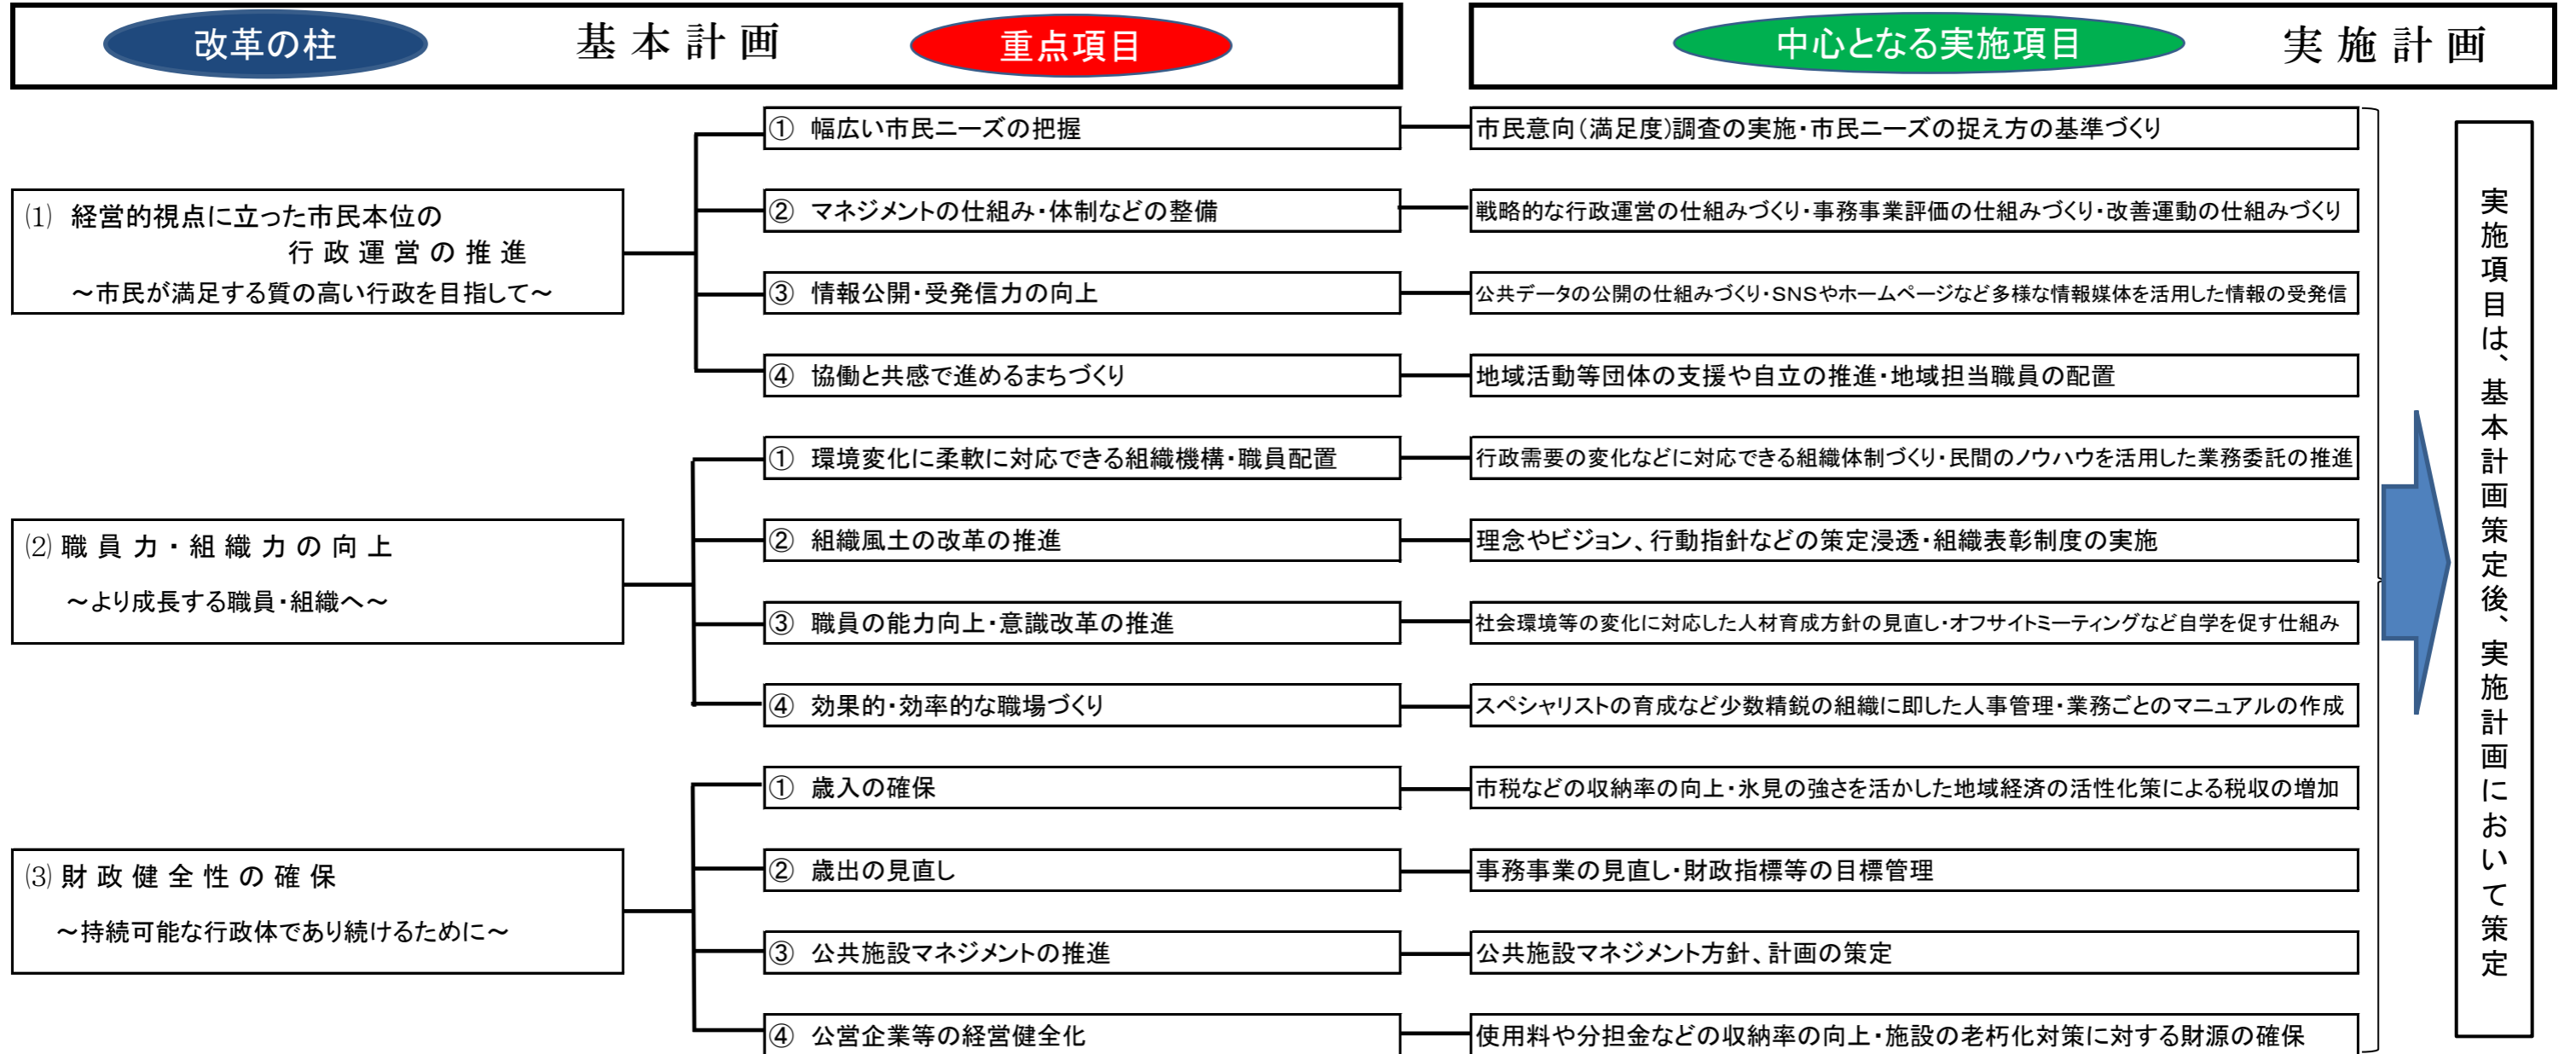 改革の柱
基本計画
重点項目
中心となる実施項目
実施計画
⑴ 経営的視点に立った市民本位の
行政運営の推進
～市民が満足する質の高い行政を目指して～
① 幅広い市民ニーズの把握
市民意向(満足度)調査の実施・市民ニーズの捉え方の基準づくり
② マネジメントの仕組み・体制などの整備
戦略的な行政運営の仕組みづくり・事務事業評価の仕組みづくり・改善運動の仕組みづくり
③ 情報公開・受発信力の向上
公共データの公開の仕組みづくり・SNSやホームページなど多様な情報媒体を活用した情報の受発信
④ 協働と共感で進めるまちづくり
地域活動等団体の支援や自立の推進・地域担当職員の配置
⑵ 職員力・組織力の向上
～より成長する職員・組織へ～
① 環境変化に柔軟に対応できる組織機構・職員配置
行政需要の変化などに対応できる組織体制づくり・民間のノウハウを活用した業務委託の推進
② 組織風土の改革の推進
理念やビジョン、行動指針などの策定浸透・組織表彰制度の実施
③ 職員の能力向上・意識改革の推進
社会環境等の変化に対応した人材育成方針の見直し・オフサイトミーティングなど自学を促す仕組み
④ 効果的・効率的な職場づくり
スペシャリストの育成など少数精鋭の組織に即した人事管理・業務ごとのマニュアルの作成
⑶ 財政健全性の確保
～持続可能な行政体であり続けるために～
① 歳入の確保
市税などの収納率の向上・氷見の強さを活かした地域経済の活性化策による税収の増加
② 歳出の見直し
事務事業の見直し・財政指標等の目標管理
③ 公共施設マネジメントの推進
公共施設マネジメント方針、計画の策定
④ 公営企業等の経営健全化
使用料や分担金などの収納率の向上・施設の老朽化対策に対する財源の確保
実施項目は、基本計画策定後、実施計画において策定